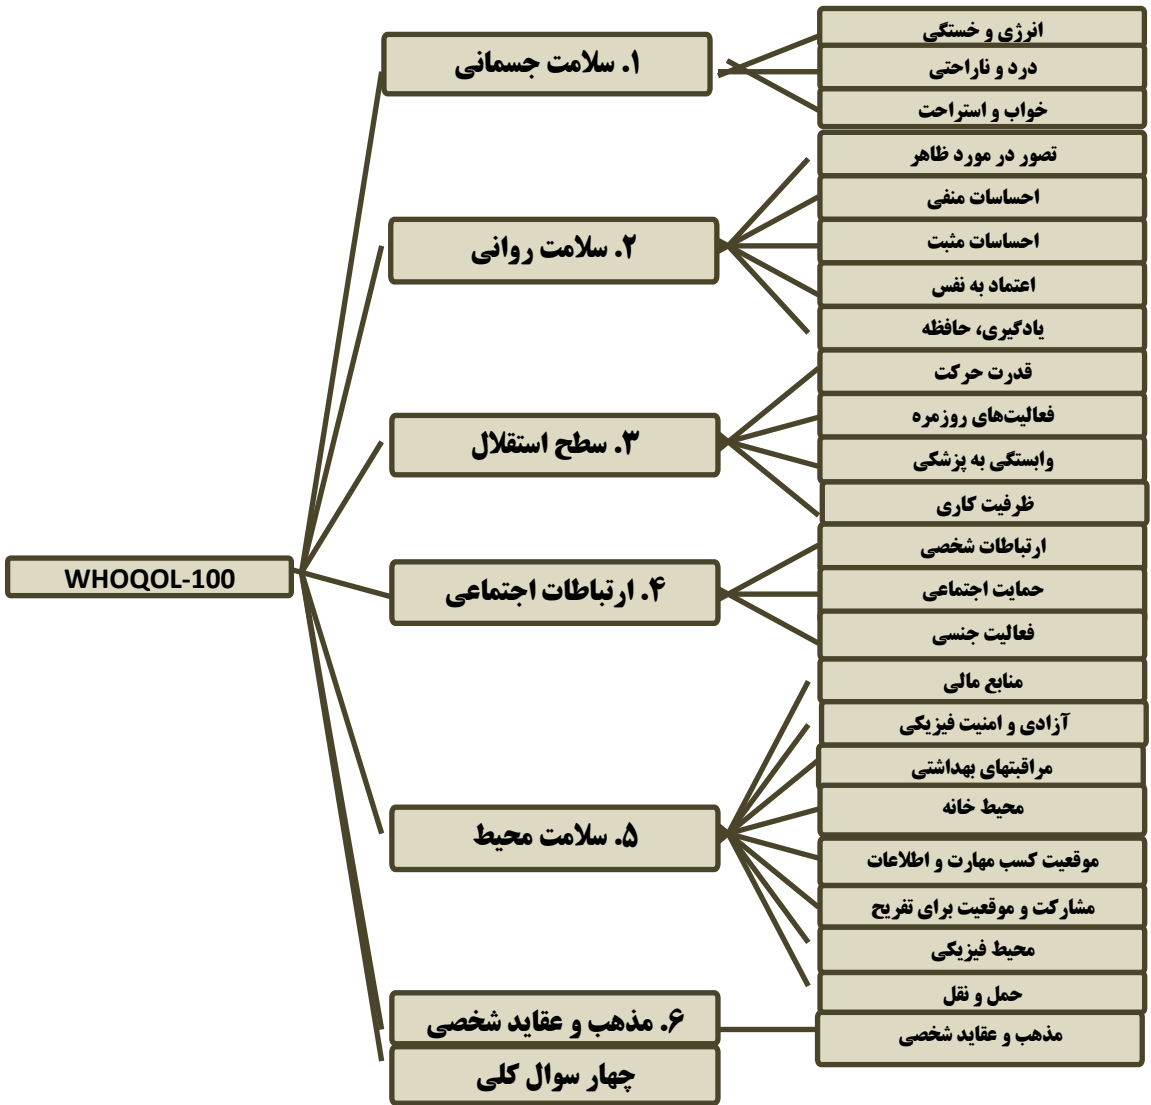 WHOQOL-100
۱. سلامت جسمانی
انرژی و خستگی
درد و ناراحتی
خواب و استراحت
۲. سلامت روانی
تصور در مورد ظاهر
احساسات منفی
احساسات مثبت
اعتماد به نفس
یادگیری، حافظه
۳. سطح استقلال
قدرت حرکت
فعالیت‌های روزمره
وابستگی به پزشکی
ظرفیت کاری
۴. ارتباطات اجتماعی
ارتباطات شخصی
حمایت اجتماعی
فعالیت جنسی
۵. سلامت محیط
منابع مالی
آزادی و امنیت فیزیکی
مراقبتهای بهداشتی
محیط خانه
موقعیت کسب مهارت و اطلاعات
مشارکت و موقعیت برای تفریح
محیط فیزیکی
حمل و نقل
۶. مذهب و عقاید شخصی
مذهب و عقاید شخصی
چهار سوال کلی